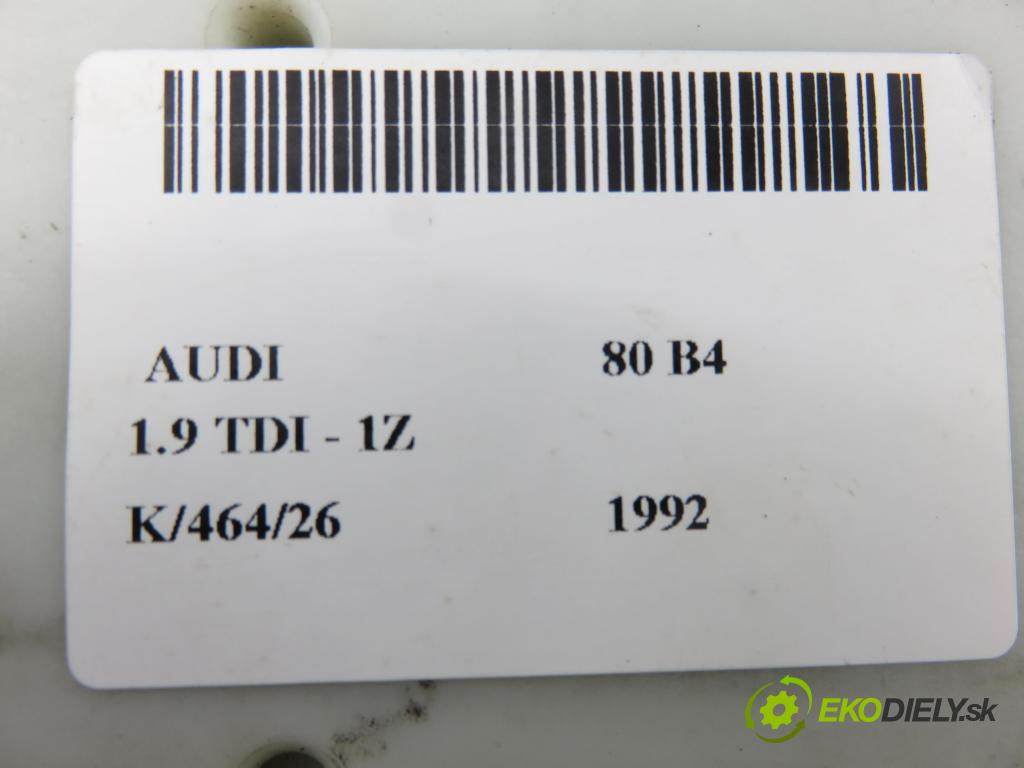 AUDI 80 B4
1.9 TDI - 1Z
K/464/26 1992
EKODIELY.sk